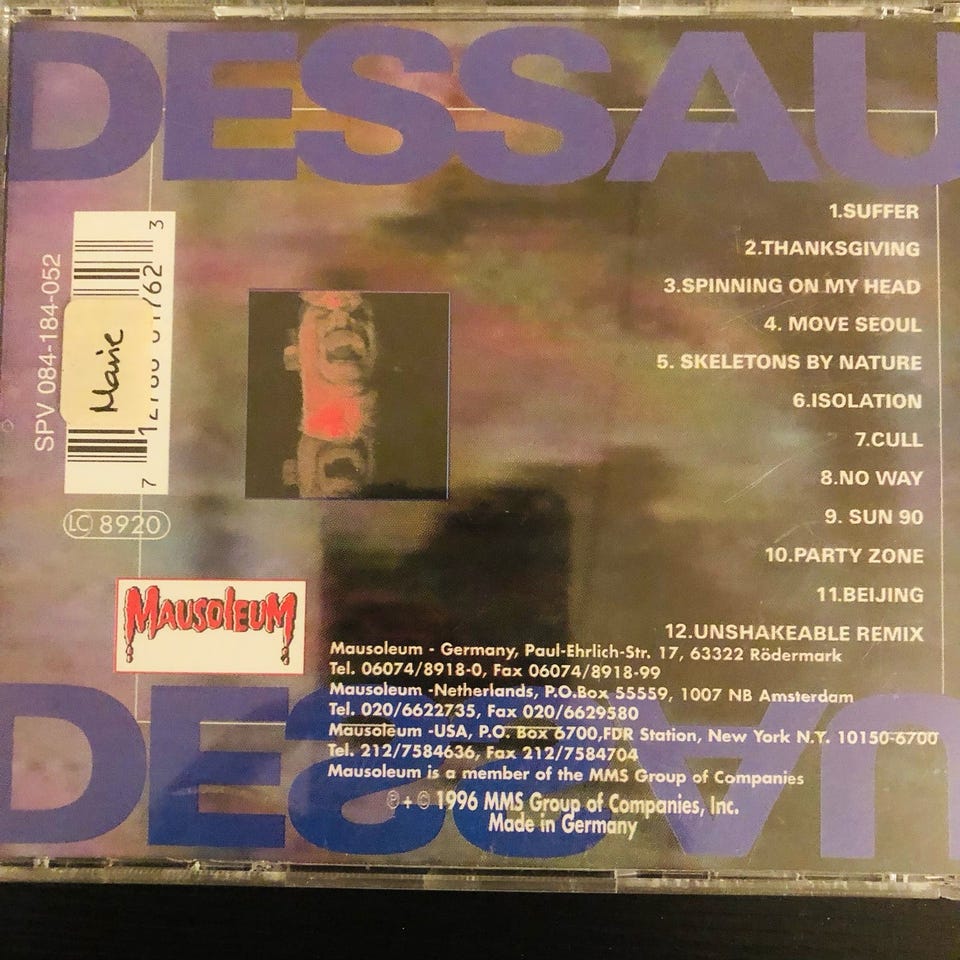 DESSAU
1.SUFFER
2.THANKSGIVING
3.SPINNING ON MY HEAD
4. MOVE SEOUL
5. SKELETONS BY NATURE
6.ISOLATION
7.CULL
8.NO WAY
9. SUN 90
10.PARTY ZONE
11.BEIJING
12.UNSHAKEABLE REMIX
SPV 084-184-052
Marie
LC 8920
MAUSOLEUM
Mausoleum - Germany, Paul-Ehrlich-Str. 17, 63322 Rödermark
Tel. 06074/8918-0, Fax 06074/8918-99
Mausoleum -Netherlands, P.O.Box 55559, 1007 NB Amsterdam
Tel. 020/6622735, Fax 020/6629580
Mausoleum -USA, P.O. Box 6700,FDR Station, New York N.Y. 10150-6700
Tel. 212/7584636, Fax 212/7584704
Mausoleum is a member of the MMS Group of Companies
℗ + © 1996 MMS Group of Companies, Inc.
Made in Germany
DESSAU